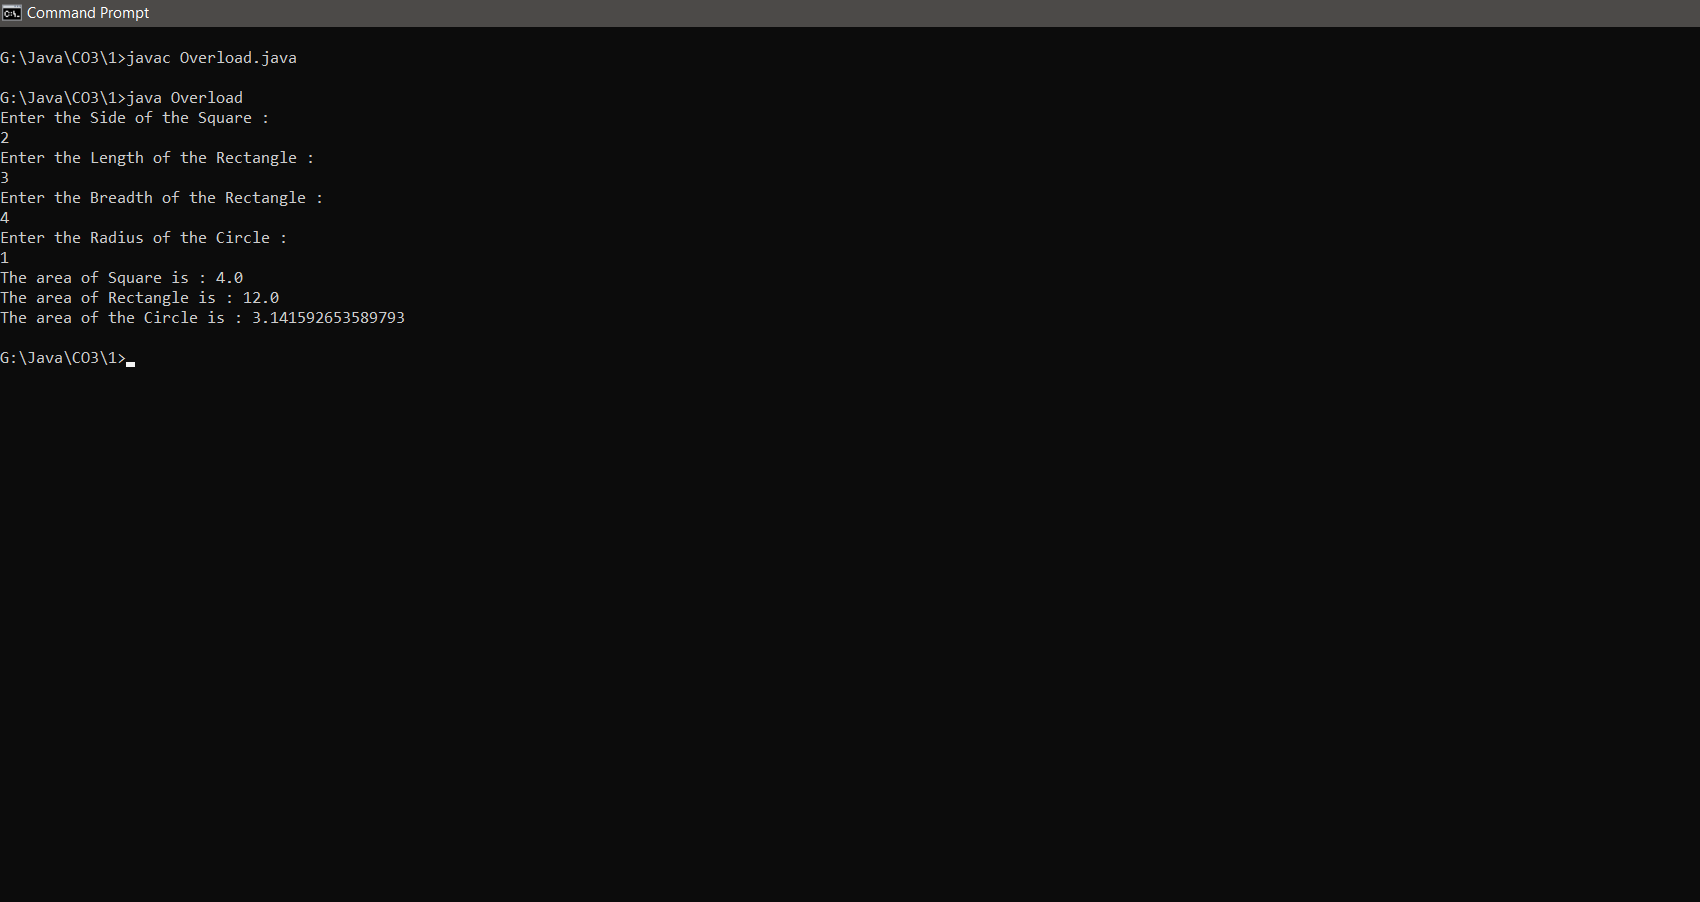 Command Prompt
G:\Java\CO3\1>javac Overload.java
G:\Java\CO3\1>java Overload
Enter the Side of the Square :
2
Enter the Length of the Rectangle :
3
Enter the Breadth of the Rectangle :
4
Enter the Radius of the Circle :
1
The area of Square is : 4.0
The area of Rectangle is : 12.0
The area of the Circle is : 3.141592653589793
G:\Java\CO3\1>